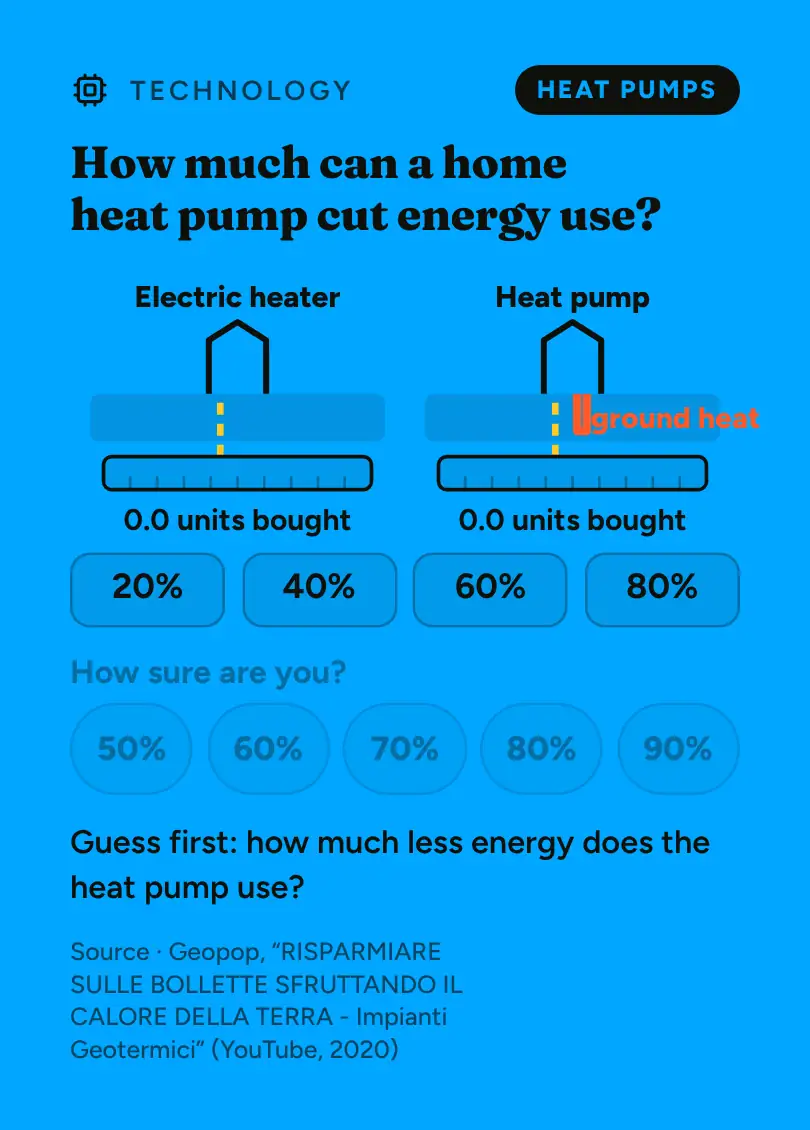 TECHNOLOGY
HEAT PUMPS
How much can a home
heat pump cut energy use?
Electric heater
Heat pump
ground heat
0.0 units bought
0.0 units bought
20%
40%
60%
80%
How sure are you?
50%
60%
70%
80%
90%
Guess first: how much less energy does the
heat pump use?
Source · Geopop, “RISPARMIARE
SULLE BOLLETTE SFRUTTANDO IL
CALORE DELLA TERRA - Impianti
Geotermici” (YouTube, 2020)